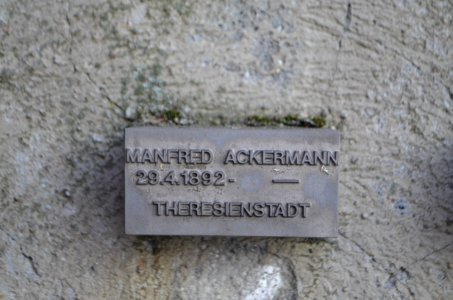 MANFRED ACKERMANN
29.4.1892 - —
THERESIENSTADT